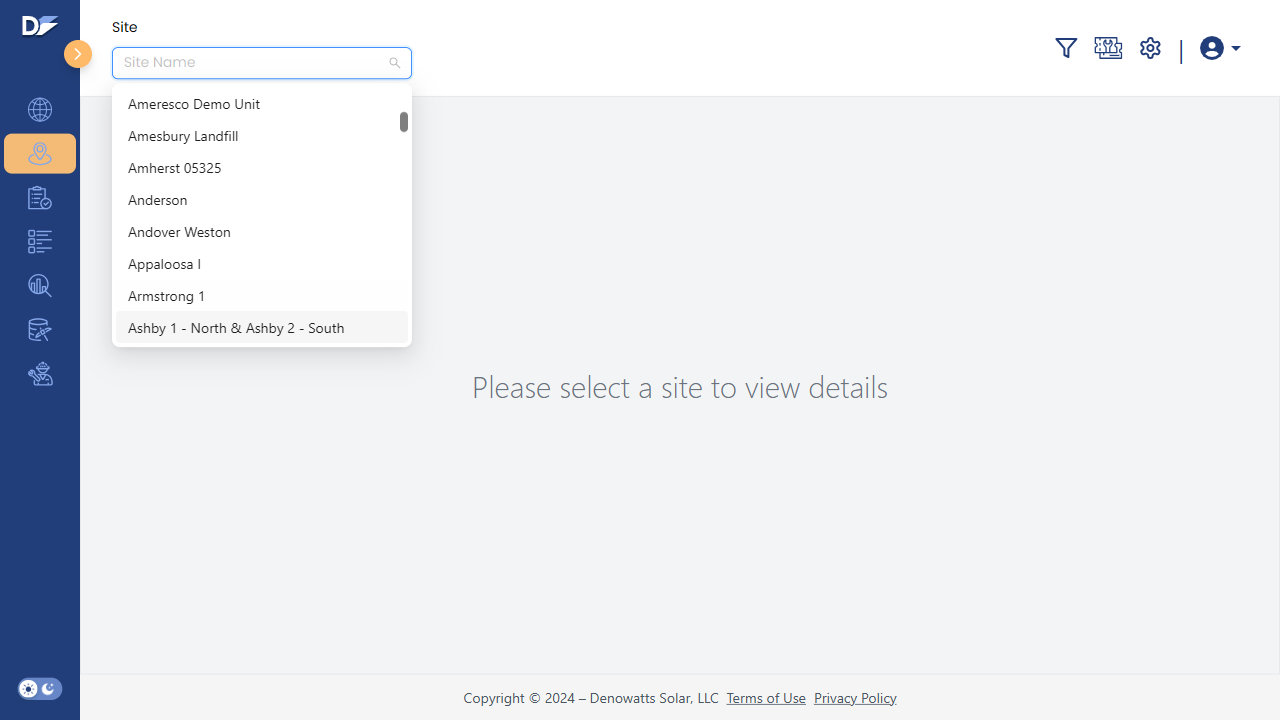 Site
Site Name
Ameresco Demo Unit
Amesbury Landfill
Amherst 05325
Anderson
Andover Weston
Appaloosa I
Armstrong 1
Ashby 1 - North & Ashby 2 - South
Please select a site to view details
Copyright © 2024 – Denowatts Solar, LLC Terms of Use Privacy Policy